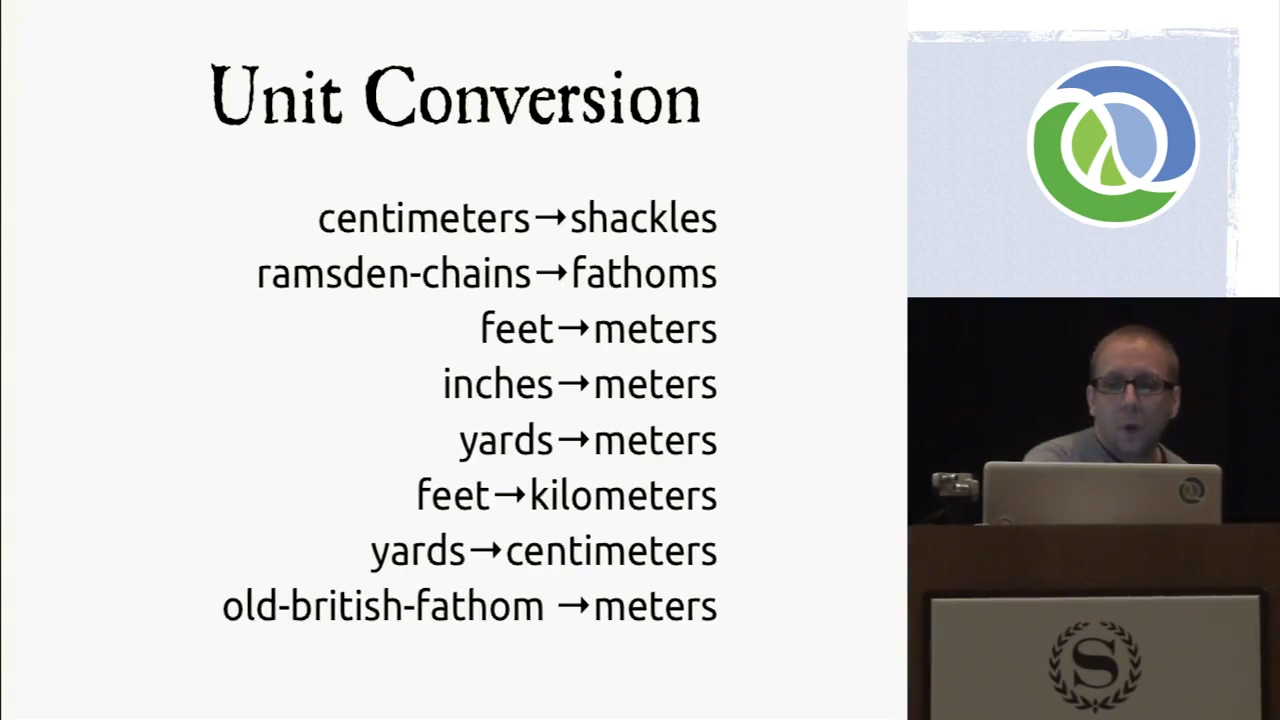 Unit Conversion
centimeters→shackles
ramsden-chains→fathoms
feet→meters
inches→meters
yards→meters
feet→kilometers
yards→centimeters
old-british-fathom →meters
S